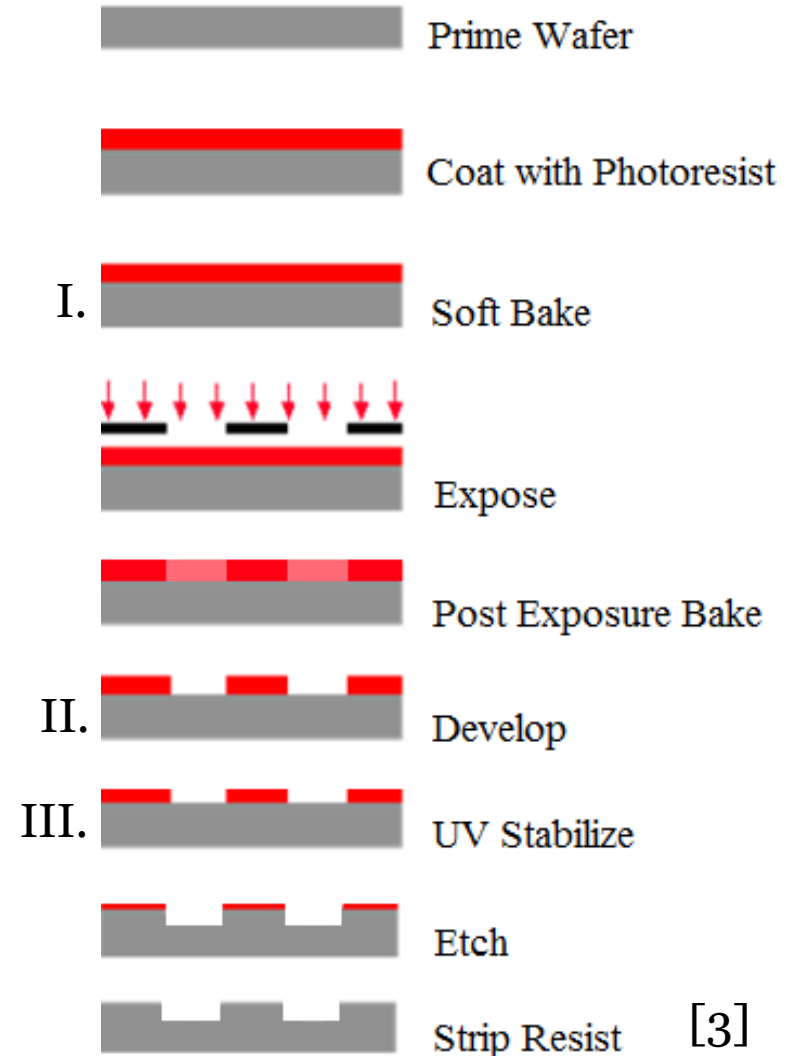 Prime Wafer
Coat with Photoresist
I. Soft Bake
Expose
Post Exposure Bake
II. Develop
III. UV Stabilize
Etch
Strip Resist [3]